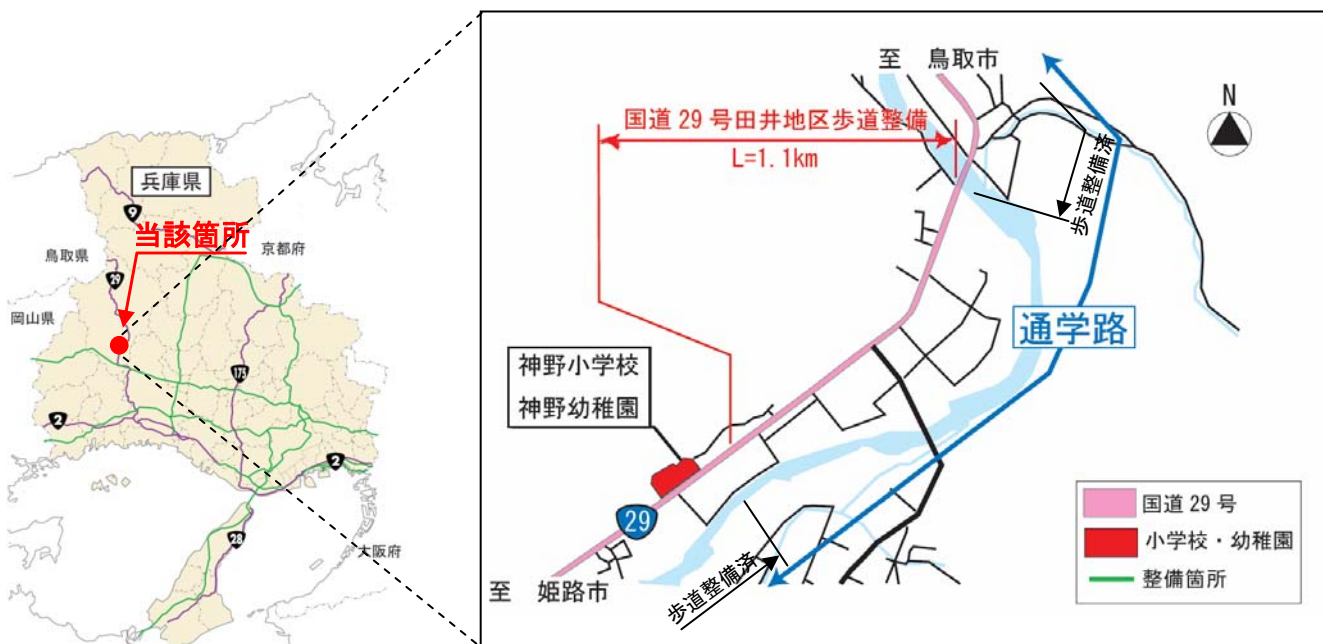 兵庫県
9
当該箇所
鳥取県
京都府
29
岡山県
175
2
2
28
大阪府
至 鳥取市
国道29号田井地区歩道整備
L=1.1km
N
歩道整備済
通学路
神野小学校
神野幼稚園
29
国道29号
小学校・幼稚園
整備箇所
歩道整備済
至 姫路市